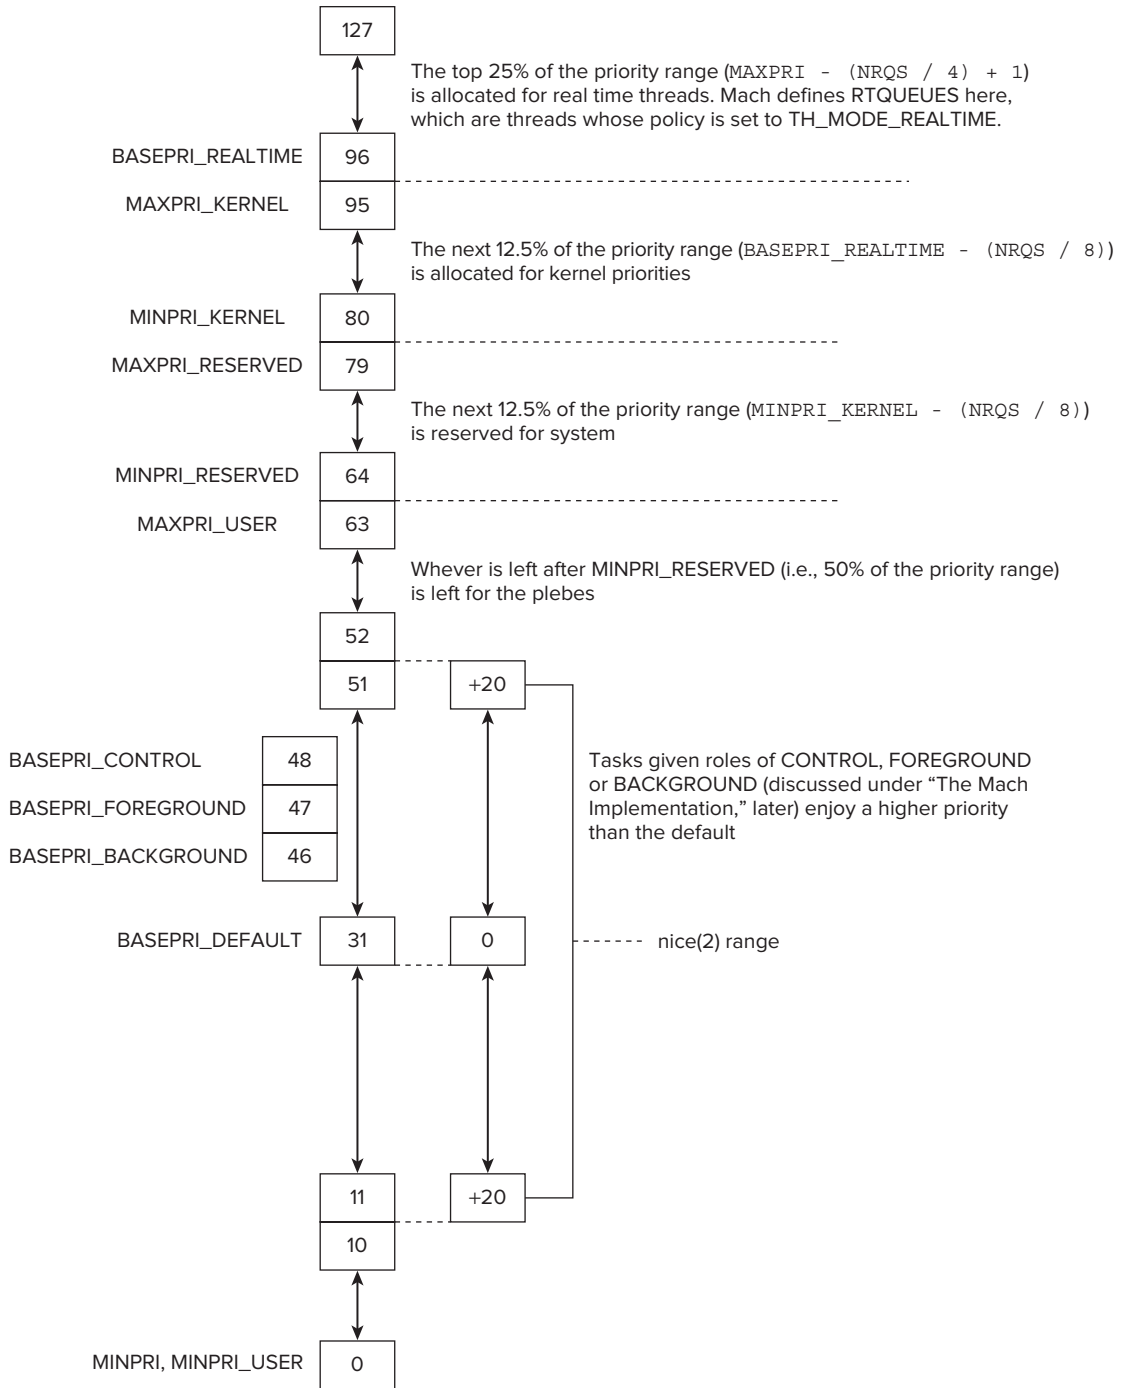 127
The top 25% of the priority range (MAXPRI - (NRQS / 4) + 1)
is allocated for real time threads. Mach defines RTQUEUES here,
which are threads whose policy is set to TH_MODE_REALTIME.
BASEPRI_REALTIME 96
MAXPRI_KERNEL 95
The next 12.5% of the priority range (BASEPRI_REALTIME - (NRQS / 8))
is allocated for kernel priorities
MINPRI_KERNEL 80
MAXPRI_RESERVED 79
The next 12.5% of the priority range (MINPRI_KERNEL - (NRQS / 8))
is reserved for system
MINPRI_RESERVED 64
MAXPRI_USER 63
Whever is left after MINPRI_RESERVED (i.e., 50% of the priority range)
is left for the plebes
52
51 +20
BASEPRI_CONTROL 48
BASEPRI_FOREGROUND 47
BASEPRI_BACKGROUND 46
Tasks given roles of CONTROL, FOREGROUND
or BACKGROUND (discussed under “The Mach
Implementation,” later) enjoy a higher priority
than the default
BASEPRI_DEFAULT 31 0 nice(2) range
11 +20
10
MINPRI, MINPRI_USER 0